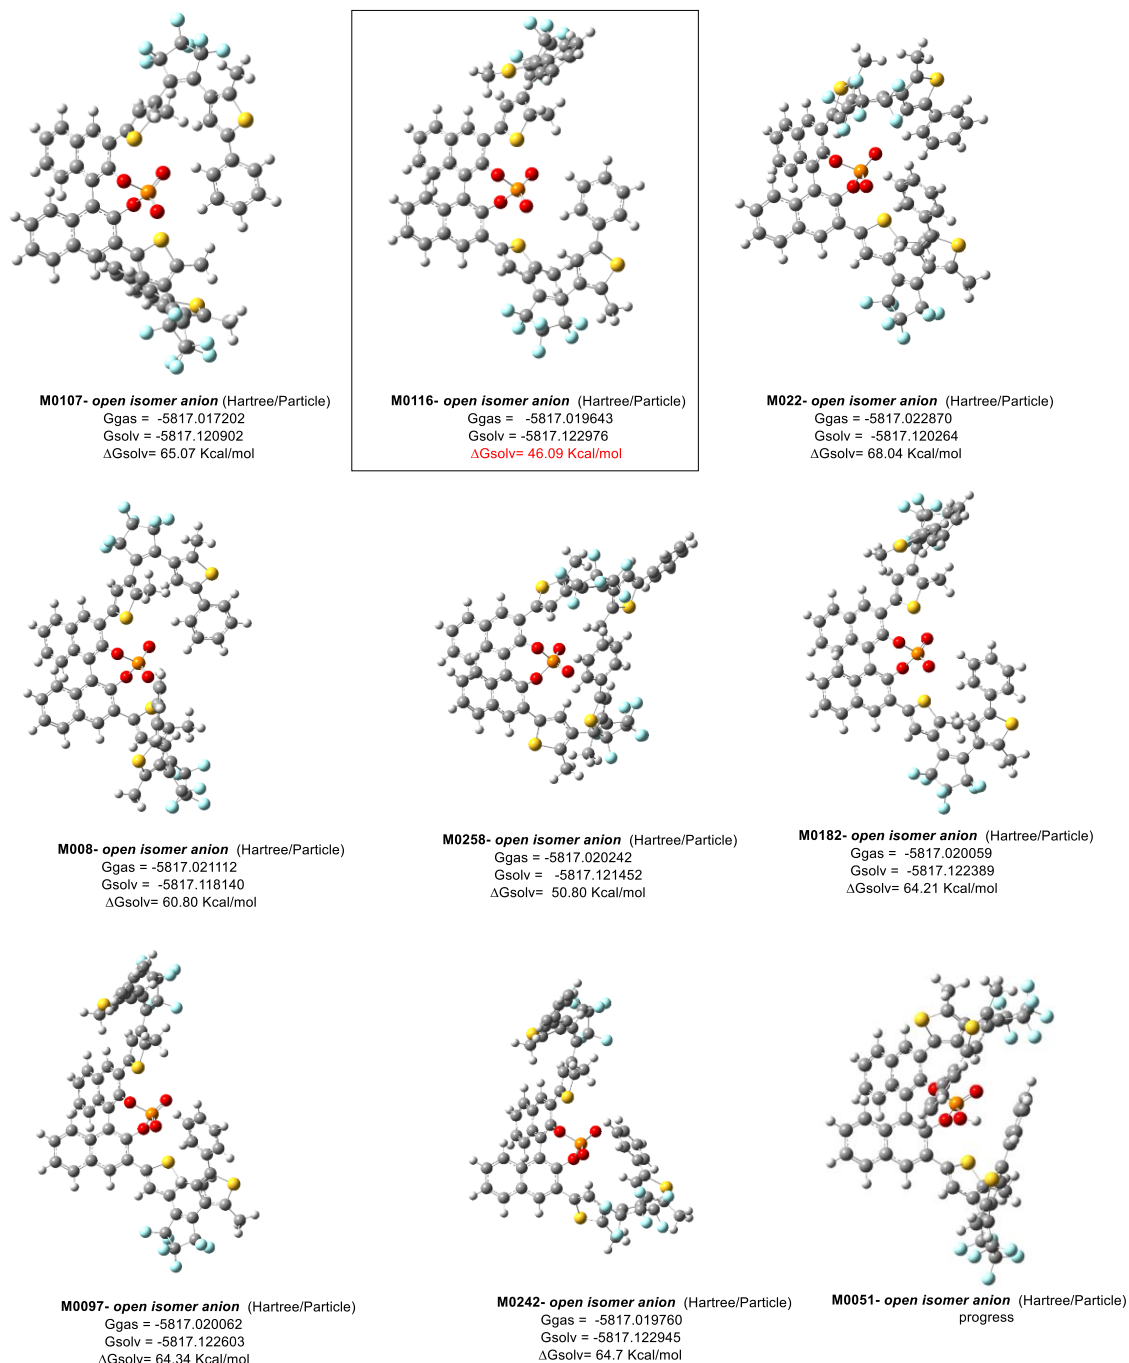 M0107- open isomer anion (Hartree/Particle)
Ggas = -5817.017202
Gsolv = -5817.120902
ΔGsolv= 65.07 Kcal/mol
M0116- open isomer anion (Hartree/Particle)
Ggas = -5817.019643
Gsolv = -5817.122976
ΔGsolv= 46.09 Kcal/mol
M022- open isomer anion (Hartree/Particle)
Ggas = -5817.022870
Gsolv = -5817.120264
ΔGsolv= 68.04 Kcal/mol
M008- open isomer anion (Hartree/Particle)
Ggas = -5817.021112
Gsolv = -5817.118140
ΔGsolv= 60.80 Kcal/mol
M0258- open isomer anion (Hartree/Particle)
Ggas = -5817.020242
Gsolv = -5817.121452
ΔGsolv= 50.80 Kcal/mol
M0182- open isomer anion (Hartree/Particle)
Ggas = -5817.020059
Gsolv = -5817.122389
ΔGsolv= 64.21 Kcal/mol
M0097- open isomer anion (Hartree/Particle)
Ggas = -5817.020062
Gsolv = -5817.122603
ΔGsolv= 64.34 Kcal/mol
M0242- open isomer anion (Hartree/Particle)
Ggas = -5817.019760
Gsolv = -5817.122945
ΔGsolv= 64.7 Kcal/mol
M0051- open isomer anion (Hartree/Particle)
progress